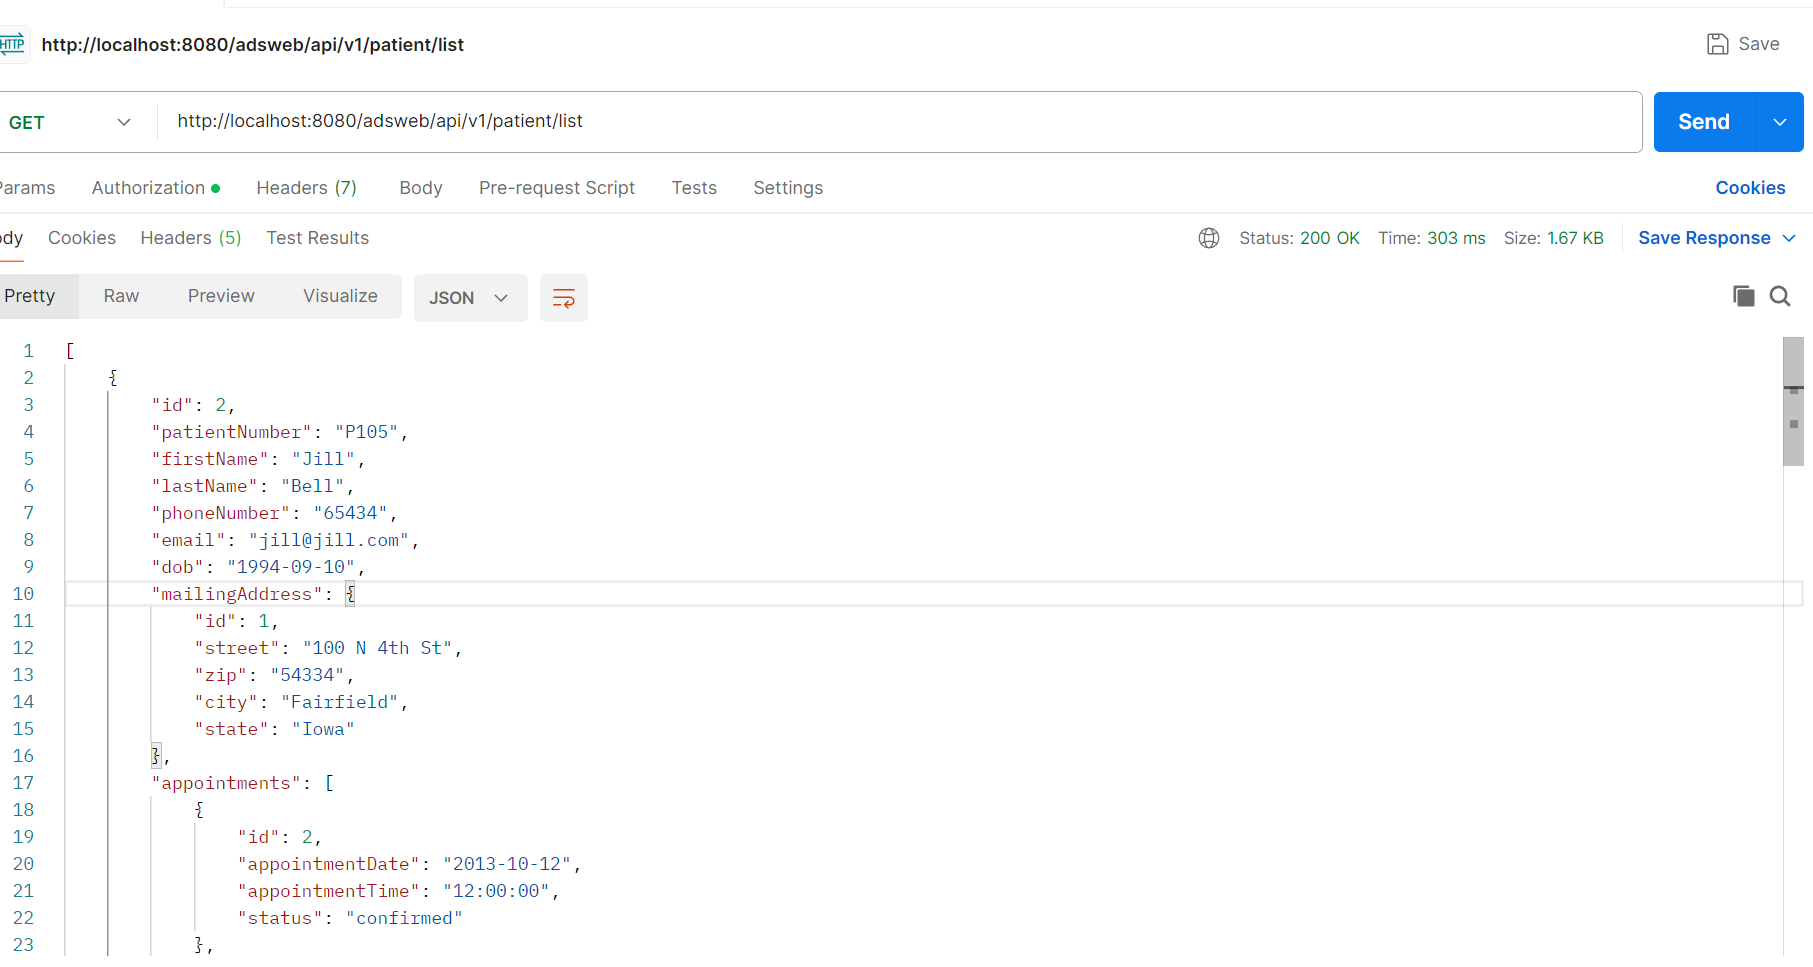 HTTP http://localhost:8080/adsweb/api/v1/patient/list Save
GET http://localhost:8080/adsweb/api/v1/patient/list Send
Params Authorization Headers (7) Body Pre-request Script Tests Settings Cookies
Body Cookies Headers (5) Test Results Status: 200 OK Time: 303 ms Size: 1.67 KB Save Response
Pretty Raw Preview Visualize JSON
1 [
2 {
3 "id": 2,
4 "patientNumber": "P105",
5 "firstName": "Jill",
6 "lastName": "Bell",
7 "phoneNumber": "65434",
8 "email": "jill@jill.com",
9 "dob": "1994-09-10",
10 "mailingAddress": {
11 "id": 1,
12 "street": "100 N 4th St",
13 "zip": "54334",
14 "city": "Fairfield",
15 "state": "Iowa"
16 },
17 "appointments": [
18 {
19 "id": 2,
20 "appointmentDate": "2013-10-12",
21 "appointmentTime": "12:00:00",
22 "status": "confirmed"
23 },